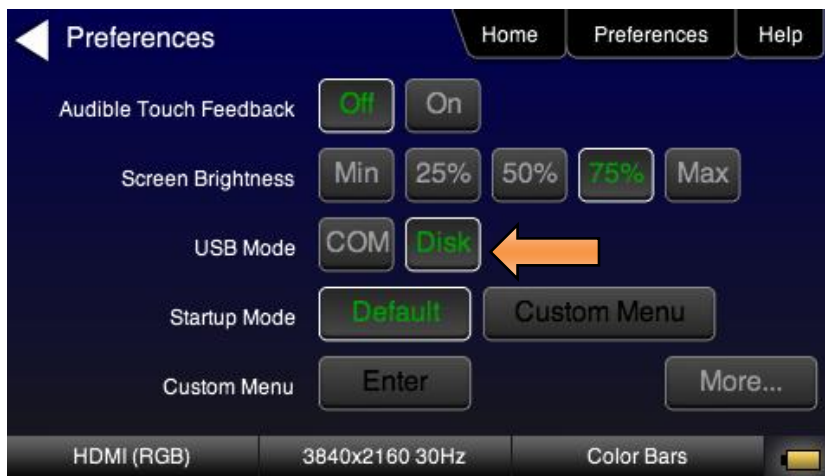 Preferences Home Preferences Help
Audible Touch Feedback Off On
Screen Brightness Min 25% 50% 75% Max
USB Mode COM Disk
Startup Mode Default Custom Menu
Custom Menu Enter More...
HDMI (RGB) 3840x2160 30Hz Color Bars